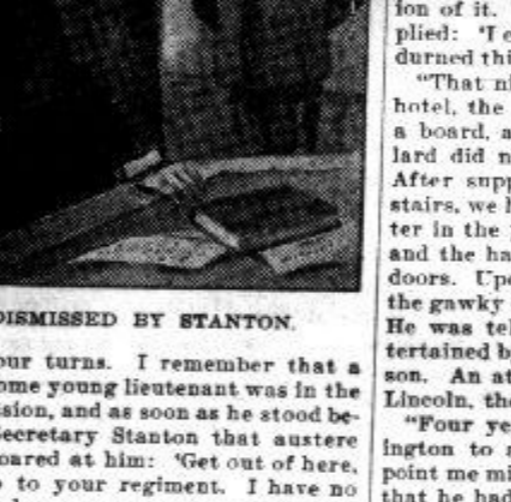 DISMISSED BY STANTON.
our turns. I remember that a
ome young lieutenant was in the
ssion, and as soon as he stood be-
Secretary Stanton that austere
oared at him: 'Get out of here,
to your regiment. I have no
ion of it.
plied: 'I
durned thi
"That ni
hotel, the
a board, a
lard did n
After supp
stairs, we h
ter in the
and the ha
doors. Upo
the gawky
He was tel
tertained b
son. An at
Lincoln, the
"Four ye
ington to
point me mi
that he had